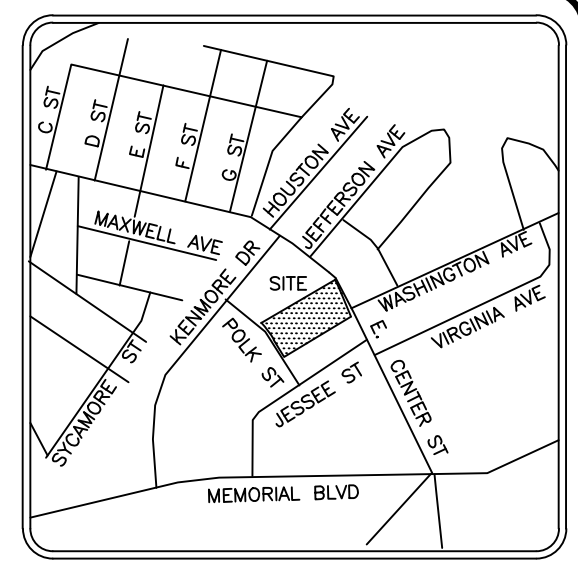 C ST
D ST
E ST
F ST
G ST
HOUSTON AVE
JEFFERSON AVE
MAXWELL AVE
KENMORE DR
SITE
WASHINGTON AVE
VIRGINIA AVE
E. CENTER ST
POLK ST
JESSEE ST
SYCAMORE ST
MEMORIAL BLVD